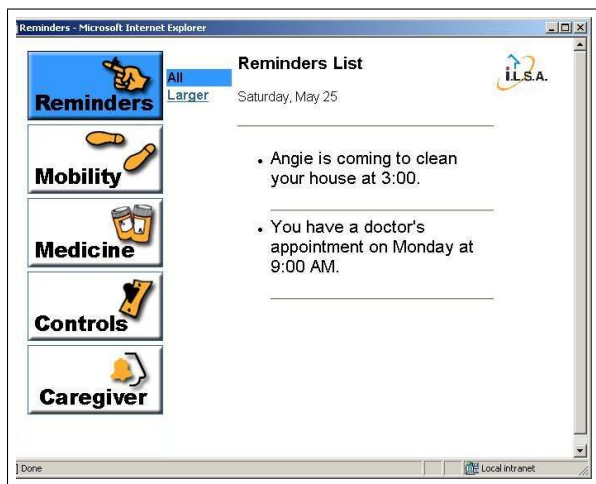 Reminders - Microsoft Internet Explorer
Reminders
Mobility
Medicine
Controls
Caregiver
All
Larger
Reminders List
Saturday, May 25
i.L.S.A.
• Angie is coming to clean
your house at 3:00.
• You have a doctor's
appointment on Monday at
9:00 AM.
Done
Local intranet